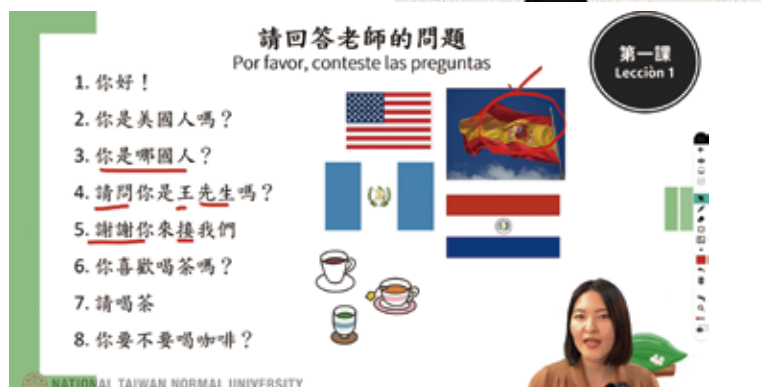 請回答老師的問題
Por favor, conteste las preguntas
第一課
Lecciòn 1
1. 你好！
2. 你是美國人嗎？
3. 你是哪國人？
4. 請問你是王先生嗎？
5. 謝謝你來接我們
6. 你喜歡喝茶嗎？
7. 請喝茶
8. 你要不要喝咖啡？
NATIONAL TAIWAN NORMAL UNIVERSITY